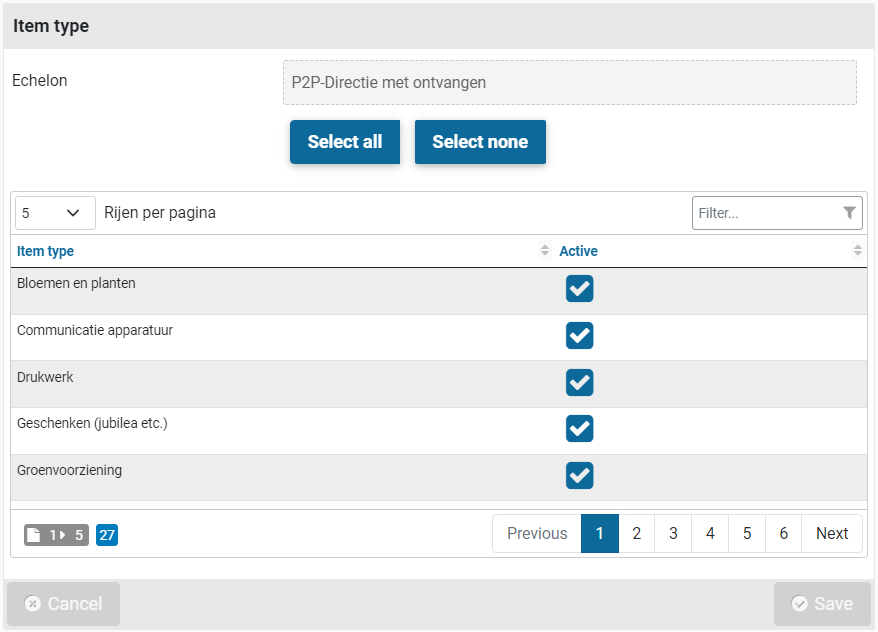 Item type
Echelon
P2P-Directie met ontvangen
Select all Select none
5 Rijen per pagina Filter...
Item type Active
Bloemen en planten
Communicatie apparatuur
Drukwerk
Geschenken (jubilea etc.)
Groenvoorziening
1 5 27 Previous 1 2 3 4 5 6 Next
Cancel Save